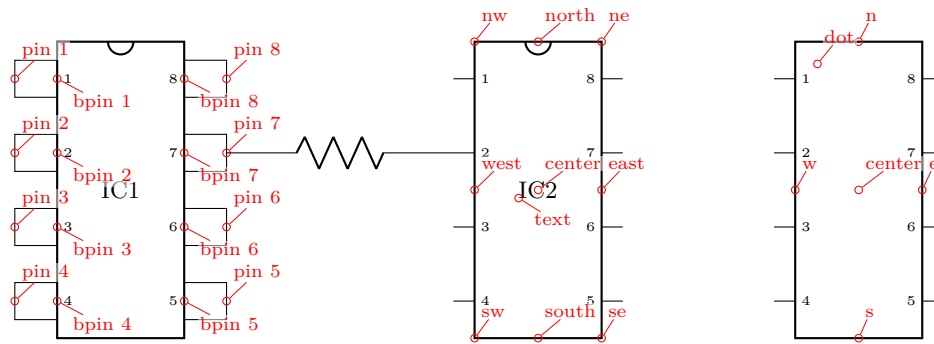 nw north ne n
dot
pin 1 pin 8
1 8 1 8 1 8
bpin 1 bpin 8
pin 2 pin 7
2 7 2 7 2 7
bpin 2 bpin 7
west center east w center
IC1 IC2
text
pin 3 pin 6
3 6 3 6 3 6
bpin 3 bpin 6
pin 4 pin 5
4 5 4 5 4 5
bpin 4 bpin 5
sw south se s